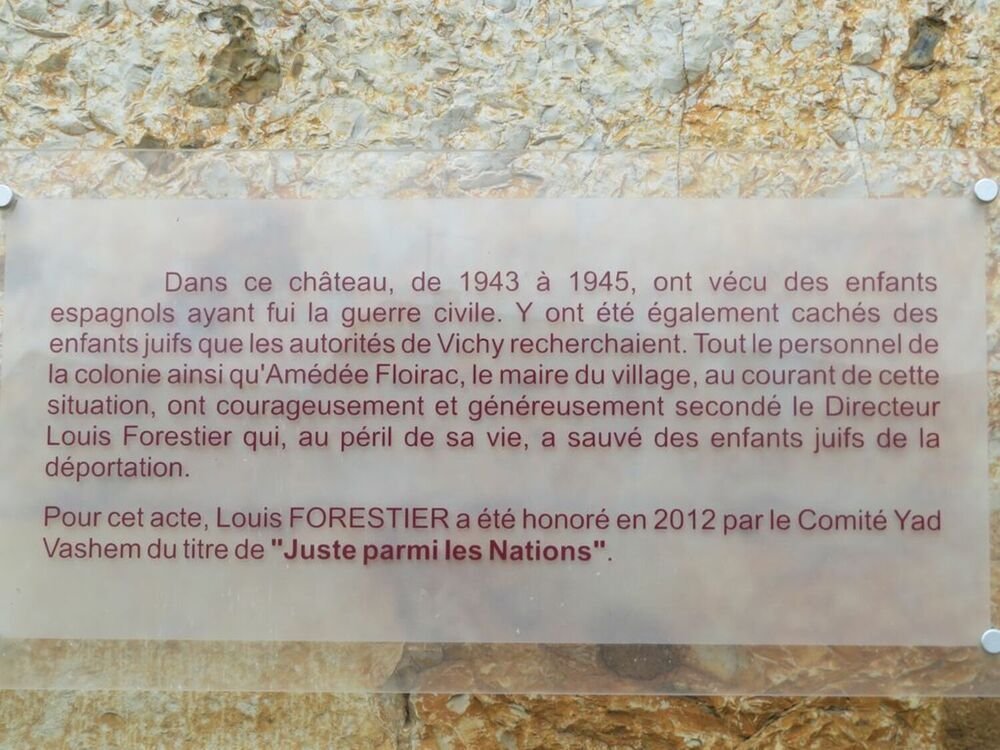 Dans ce château, de 1943 à 1945, ont vécu des enfants
espagnols ayant fui la guerre civile. Y ont été également cachés des
enfants juifs que les autorités de Vichy recherchaient. Tout le personnel de
la colonie ainsi qu'Amédée Floirac, le maire du village, au courant de cette
situation, ont courageusement et généreusement secondé le Directeur
Louis Forestier qui, au péril de sa vie, a sauvé des enfants juifs de la
déportation.
Pour cet acte, Louis FORESTIER a été honoré en 2012 par le Comité Yad
Vashem du titre de "Juste parmi les Nations".